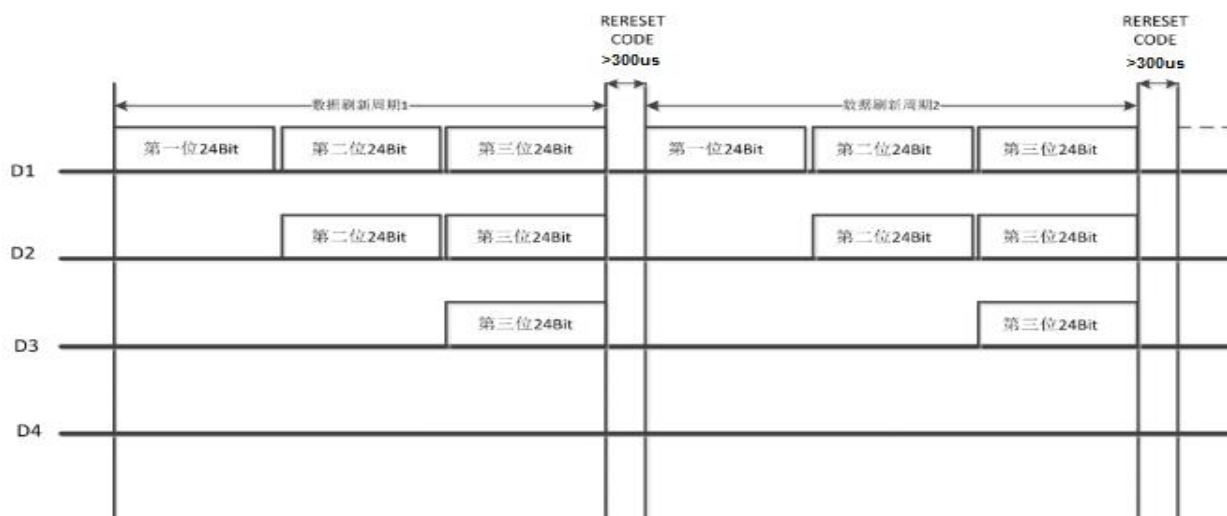 RERESET
CODE
>300us
RERESET
CODE
>300us
数据刷新周期1
数据刷新周期2
D1
第一位24Bit
第二位24Bit
第三位24Bit
第一位24Bit
第二位24Bit
第三位24Bit
D2
第二位24Bit
第三位24Bit
第二位24Bit
第三位24Bit
D3
第三位24Bit
第三位24Bit
D4